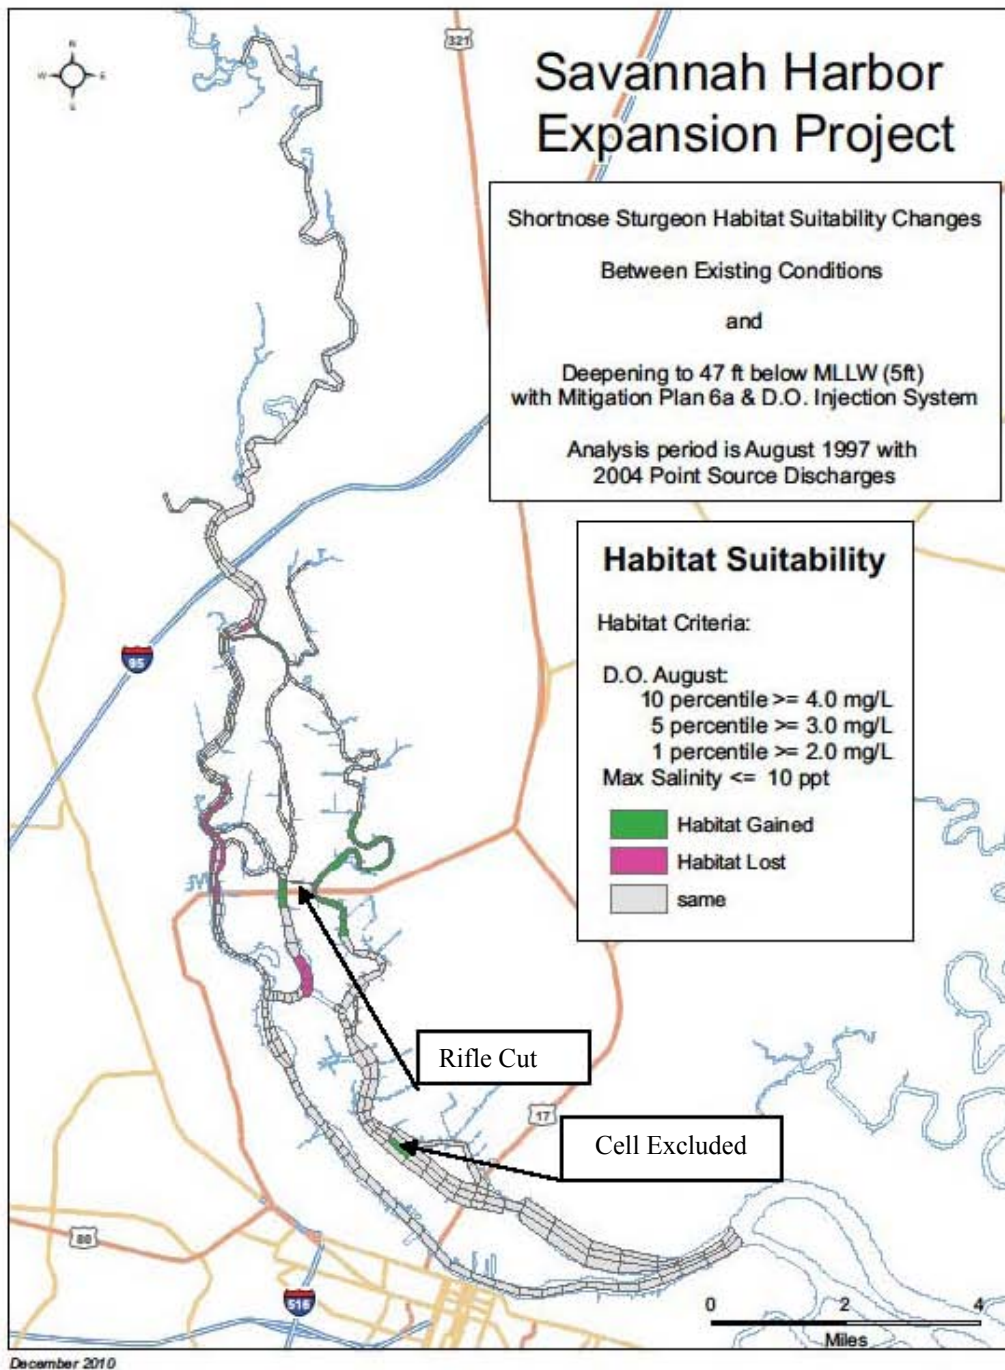 N
W
E
S
321
Savannah Harbor
Expansion Project
Shortnose Sturgeon Habitat Suitability Changes
Between Existing Conditions
and
Deepening to 47 ft below MLLW (5ft)
with Mitigation Plan 6a & D.O. Injection System
Analysis period is August 1997 with
2004 Point Source Discharges
Habitat Suitability
Habitat Criteria:
D.O. August:
10 percentile >= 4.0 mg/L
5 percentile >= 3.0 mg/L
1 percentile >= 2.0 mg/L
Max Salinity <= 10 ppt
Habitat Gained
Habitat Lost
same
95
Rifle Cut
17
Cell Excluded
80
516
0 2 4
Miles
December 2010